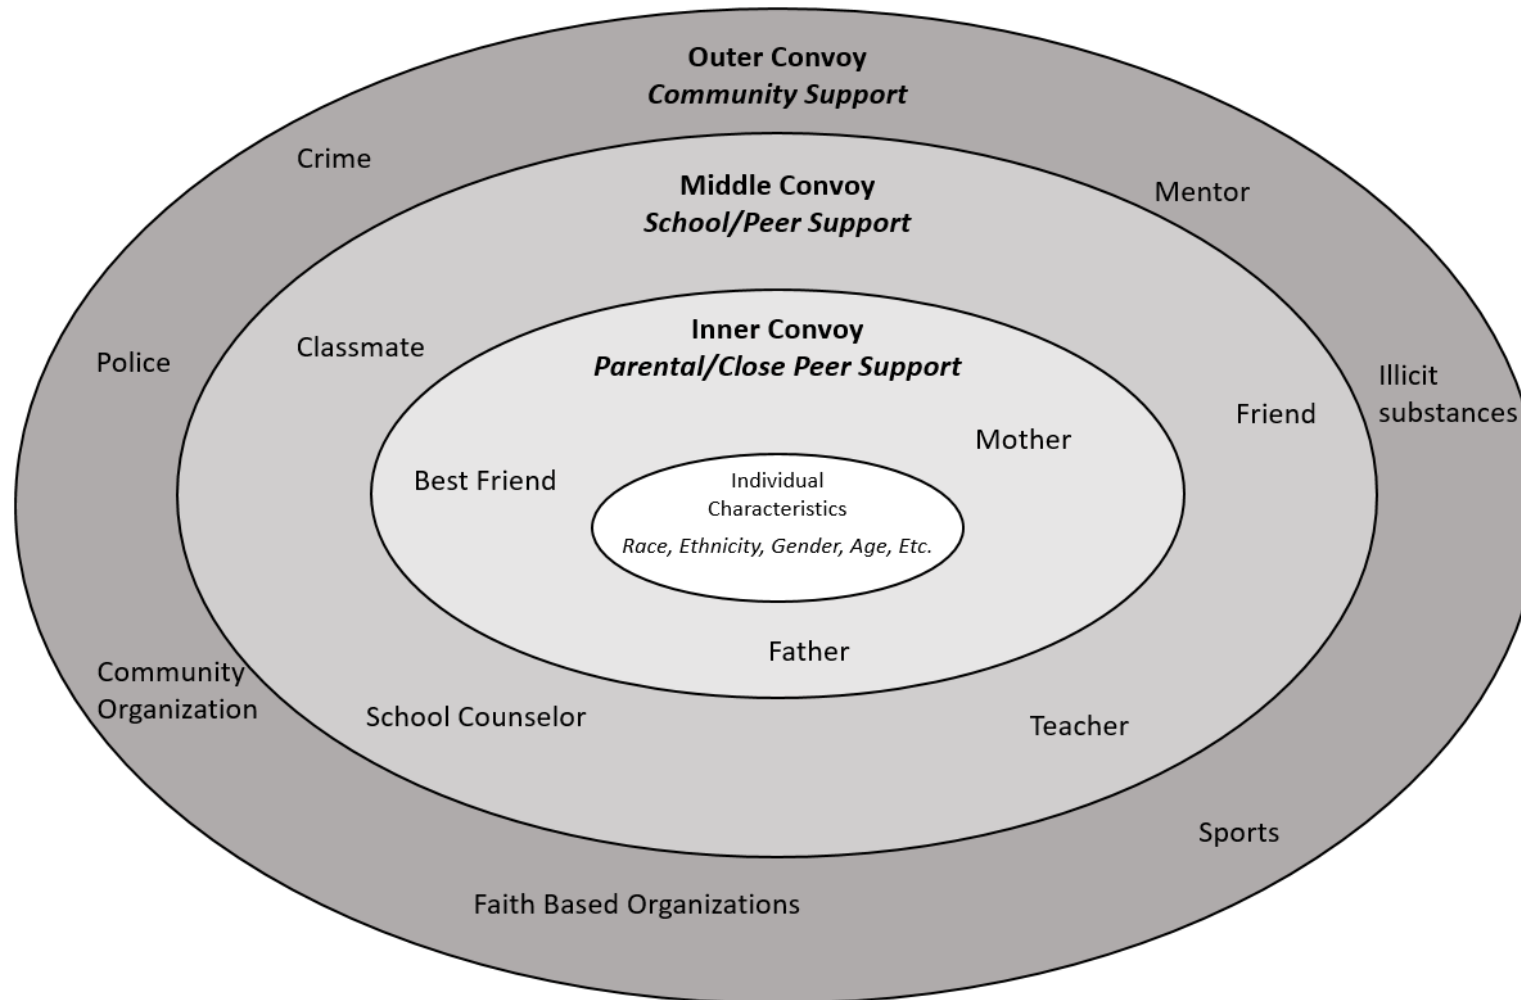 Outer Convoy
Community Support
Crime
Mentor
Middle Convoy
School/Peer Support
Classmate
Police
Inner Convoy
Parental/Close Peer Support
Illicit
substances
Friend
Mother
Best Friend
Individual
Characteristics
Race, Ethnicity, Gender, Age, Etc.
Father
Community
Organization
School Counselor
Teacher
Sports
Faith Based Organizations